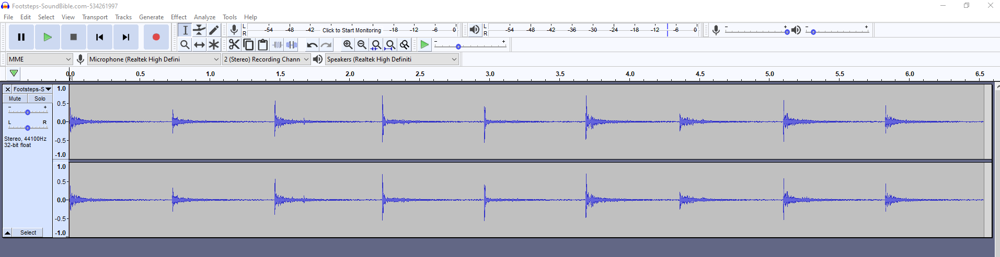 Footsteps-SoundBible.com-534261997
File Edit Select View Transport Tracks Generate Effect Analyze Tools Help
L -54 -48 -42 Click to Start Monitoring -18 -12 -6 0
R
L -54 -48 -42 -36 -30 -24 -18 -12 -6 0
R
- +
- +
- +
MME Microphone (Realtek High Defini 2 (Stereo) Recording Chann Speakers (Realtek High Definiti
0.0 0.5 1.0 1.5 2.0 2.5 3.0 3.5 4.0 4.5 5.0 5.5 6.0 6.5
Footsteps-S
Mute Solo
- +
L R
Stereo, 44100Hz
32-bit float
Select
1.0
0.5-
0.0-
-0.5-
-1.0
1.0
0.5-
0.0-
-0.5-
-1.0